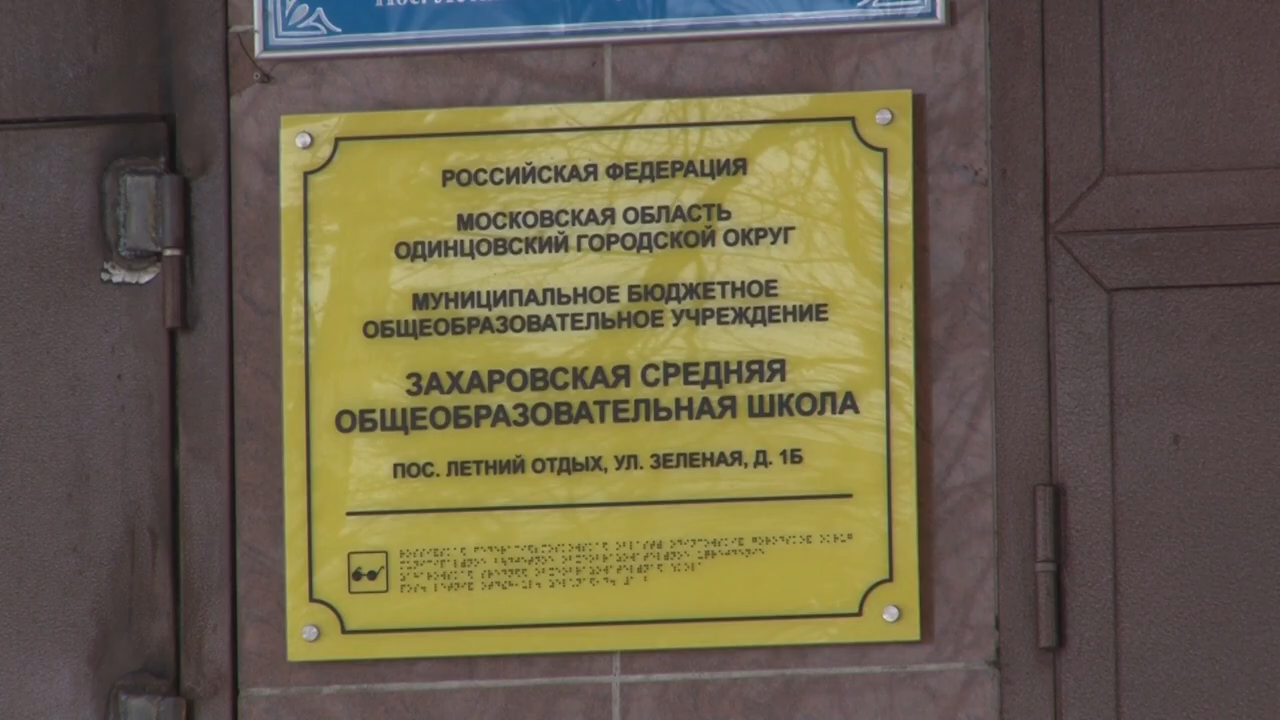 РОССИЙСКАЯ ФЕДЕРАЦИЯ
МОСКОВСКАЯ ОБЛАСТЬ
ОДИНЦОВСКИЙ ГОРОДСКОЙ ОКРУГ
МУНИЦИПАЛЬНОЕ БЮДЖЕТНОЕ
ОБЩЕОБРАЗОВАТЕЛЬНОЕ УЧРЕЖДЕНИЕ
ЗАХАРОВСКАЯ СРЕДНЯЯ
ОБЩЕОБРАЗОВАТЕЛЬНАЯ ШКОЛА
ПОС. ЛЕТНИЙ ОТДЫХ, УЛ. ЗЕЛЕНАЯ, Д. 1Б